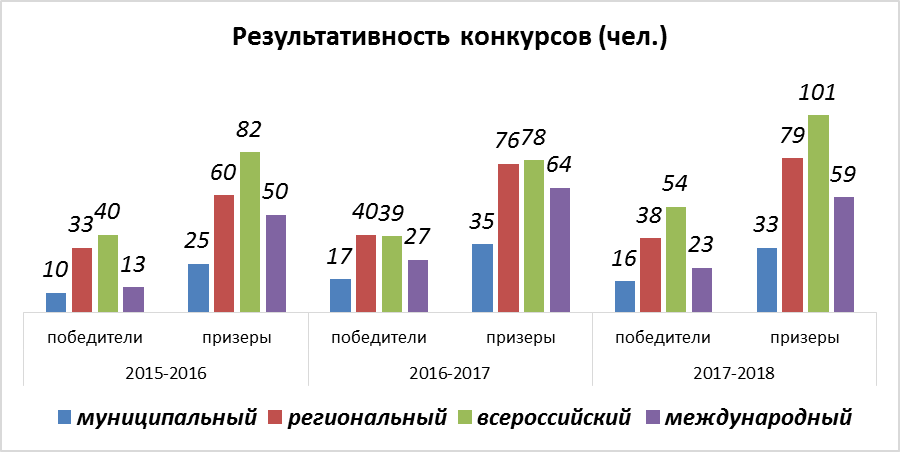 Результативность конкурсов (чел.)
10 33 40 13 25 60 82 50 17 40 39 27 35 76 78 64 16 38 54 23 33 79 101 59
победители призеры победители призеры победители призеры
2015-2016 2016-2017 2017-2018
муниципальный региональный всероссийский международный